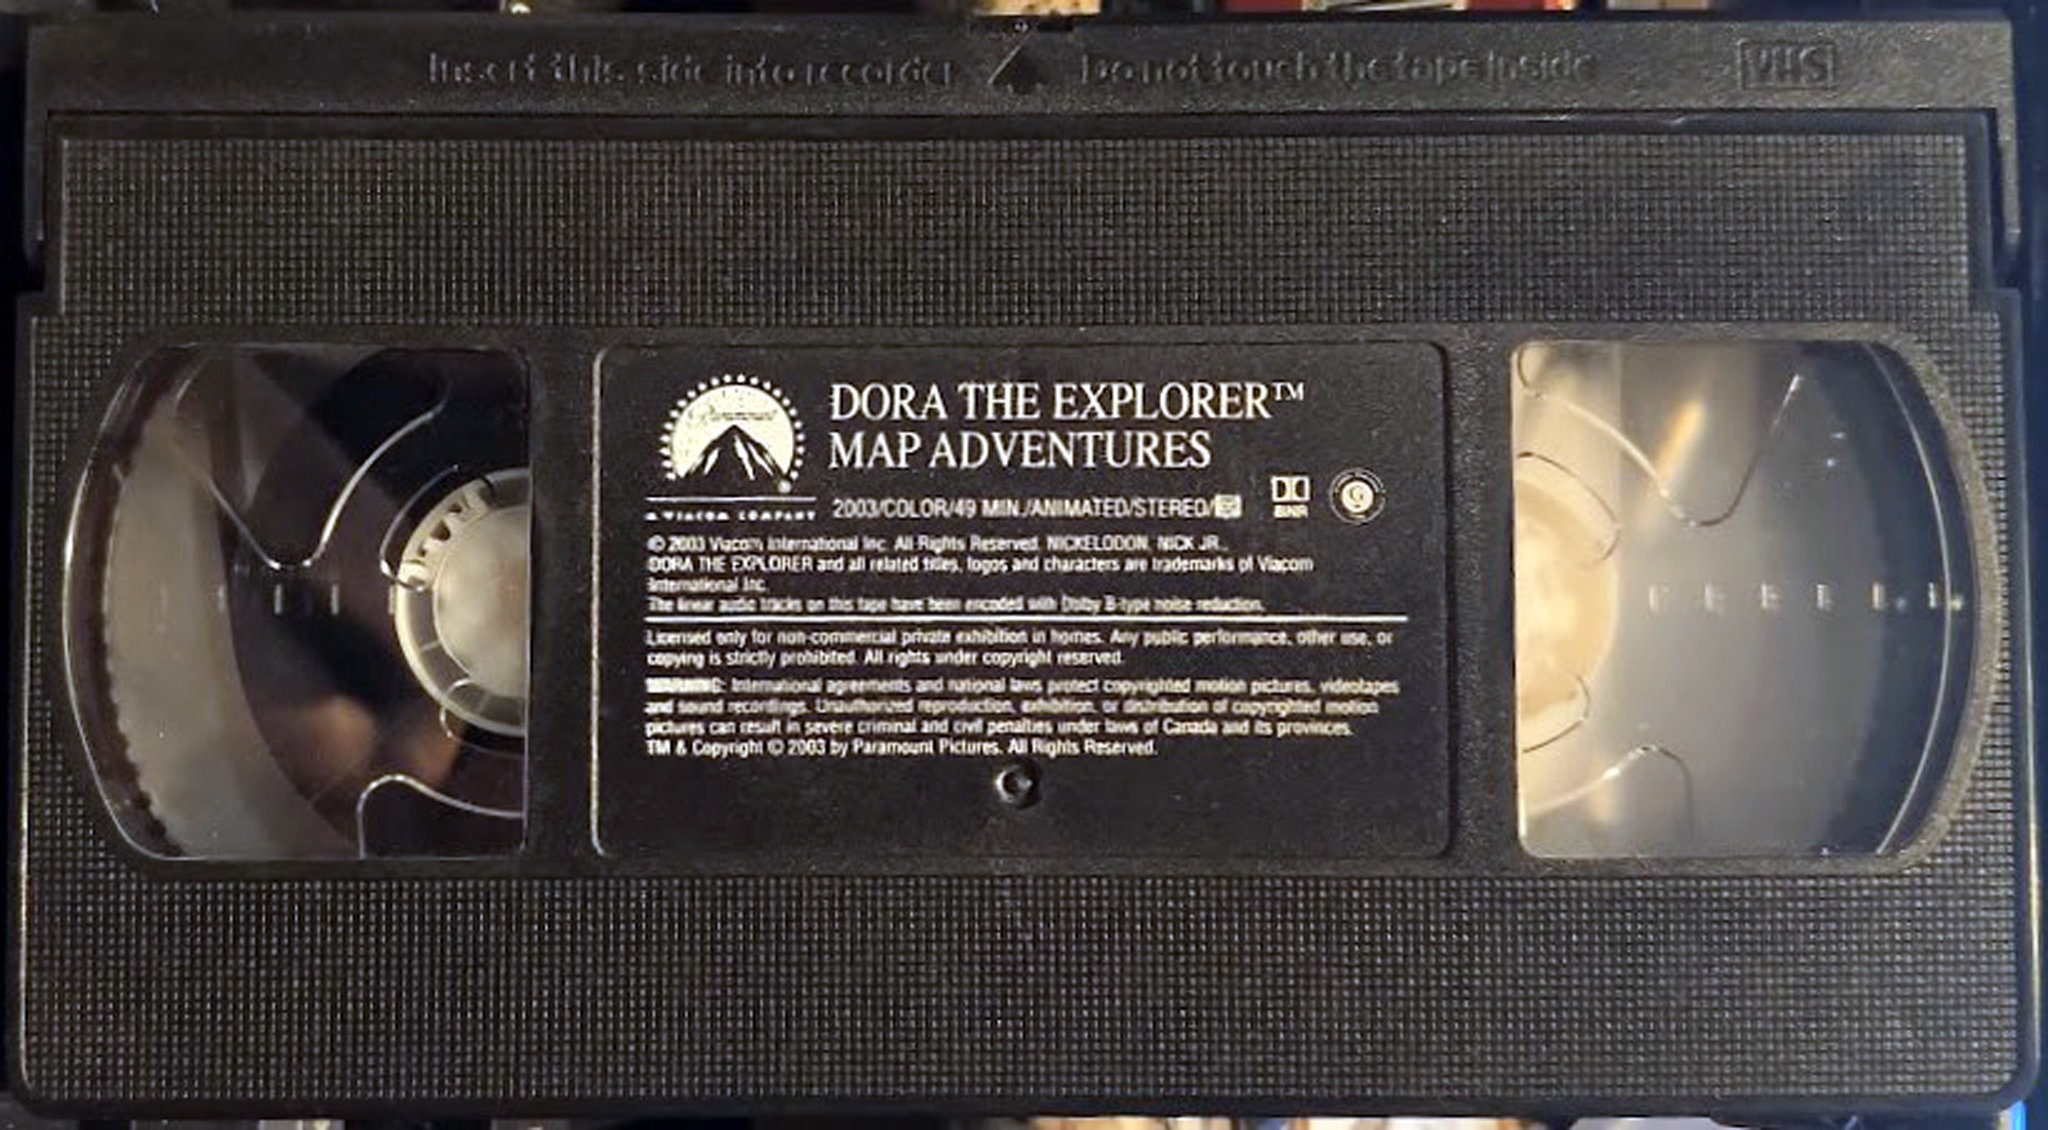 Insert this side into recorder Do not touch the tape inside VHS
Paramount
DORA THE EXPLORER™
MAP ADVENTURES
A VIACOM COMPANY
2003/COLOR/49 MIN./ANIMATED/STEREO/
G
© 2003 Viacom International Inc. All Rights Reserved. NICKELODON, NICK JR.,
DORA THE EXPLORER and all related titles, logos and characters are trademarks of Viacom
International Inc.
The linear audio tracks on this tape have been encoded with Dolby B-type noise reduction.
Licensed only for non-commercial private exhibition in homes. Any public performance, other use, or
copying is strictly prohibited. All rights under copyright reserved.
WARNING: International agreements and national laws protect copyrighted motion pictures, videotapes
and sound recordings. Unauthorized reproduction, exhibition, or distribution of copyrighted motion
pictures can result in severe criminal and civil penalties under laws of Canada and its provinces.
TM & Copyright © 2003 by Paramount Pictures. All Rights Reserved.